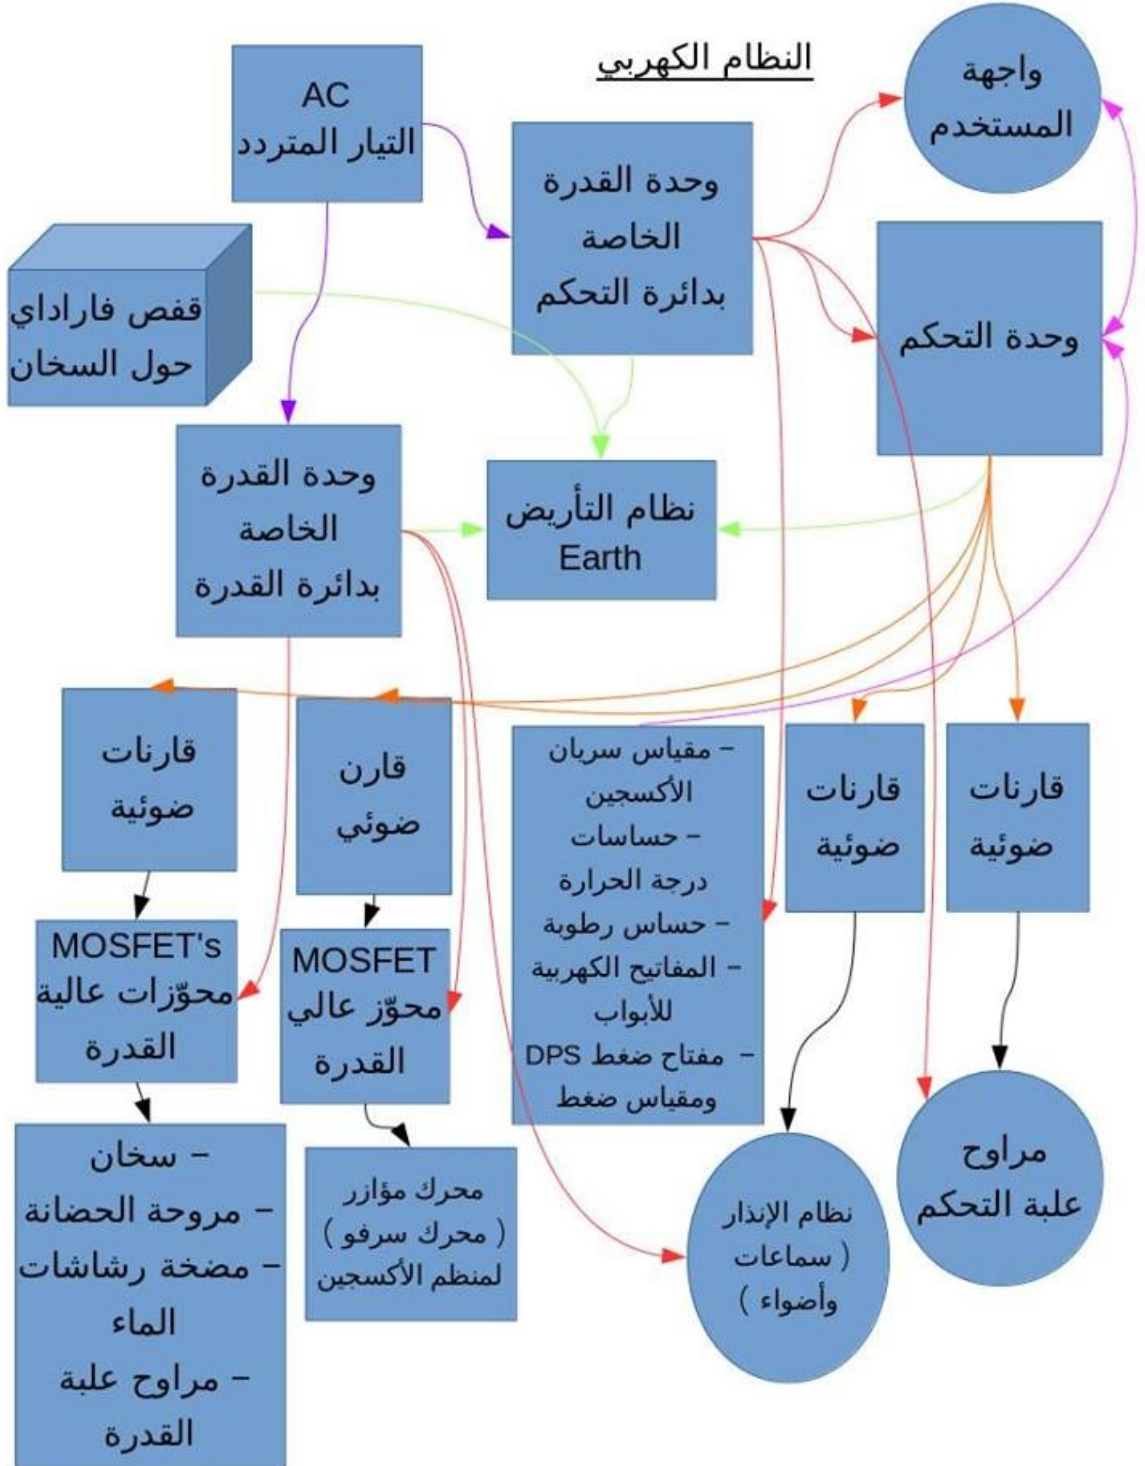 النظام الكهربي
واجهة
المستخدم
AC
التيار المتردد
وحدة القدرة
الخاصة
بدائرة التحكم
وحدة التحكم
قفص فاراداي
حول السخان
وحدة القدرة
الخاصة
بدائرة القدرة
نظام التأريض
Earth
قارنات
ضوئية
قارنات
ضوئية
– مقياس سريان
الأكسجين
– حساسات
درجة الحرارة
– حساس رطوبة
– المفاتيح الكهربية
للأبواب
– مفتاح ضغط DPS
ومقياس ضغط
قارن
ضوئي
قارنات
ضوئية
MOSFET
محوّز عالي
القدرة
MOSFET's
محوّزات عالية
القدرة
مراوح
علبة التحكم
نظام الإنذار
( سماعات
وأضواء )
محرك مؤازر
( محرك سرفو )
لمنظم الأكسجين
– سخان
– مروحة الحضانة
– مضخة رشاشات
الماء
– مراوح علبة
القدرة